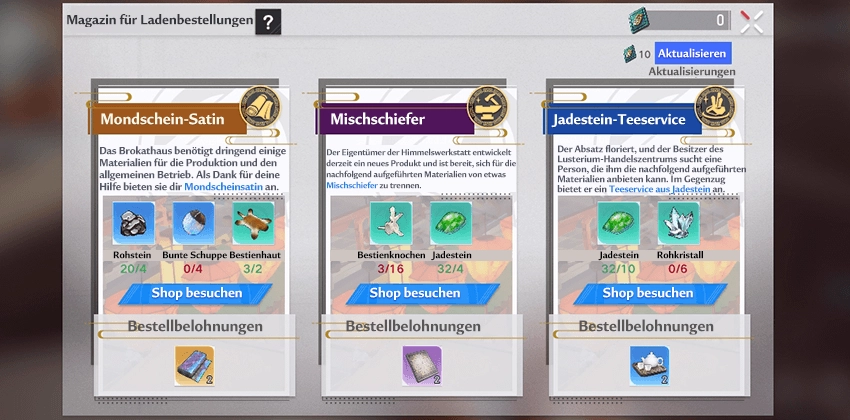 Magazin für Ladenbestellungen ?
0
10 Aktualisieren
Aktualisierungen
Mondschein-Satin
Das Brokathaus benötigt dringend einige
Materialien für die Produktion und den
allgemeinen Betrieb. Als Dank für deine
Hilfe bieten sie dir Mondscheinsatin an.
Rohstein Bunte Schuppe Bestienhaut
20/4 0/4 3/2
Shop besuchen
Bestellbelohnungen
2
Mischschiefer
Der Eigentümer der Himmelswerkstatt entwickelt
derzeit ein neues Produkt und ist bereit, sich für die
nachfolgend aufgeführten Materialien von etwas
Mischschiefer zu trennen.
Bestienknochen Jadestein
3/16 32/4
Shop besuchen
Bestellbelohnungen
2
Jadestein-Teeservice
Der Absatz floriert, und der Besitzer des
Lusterium-Handelszentrums sucht eine
Person, die ihm die nachfolgend aufgeführten
Materialien anbieten kann. Im Gegenzug
bietet er ein Teeservice aus Jadestein an.
Jadestein Rohkristall
32/10 0/6
Shop besuchen
Bestellbelohnungen
2